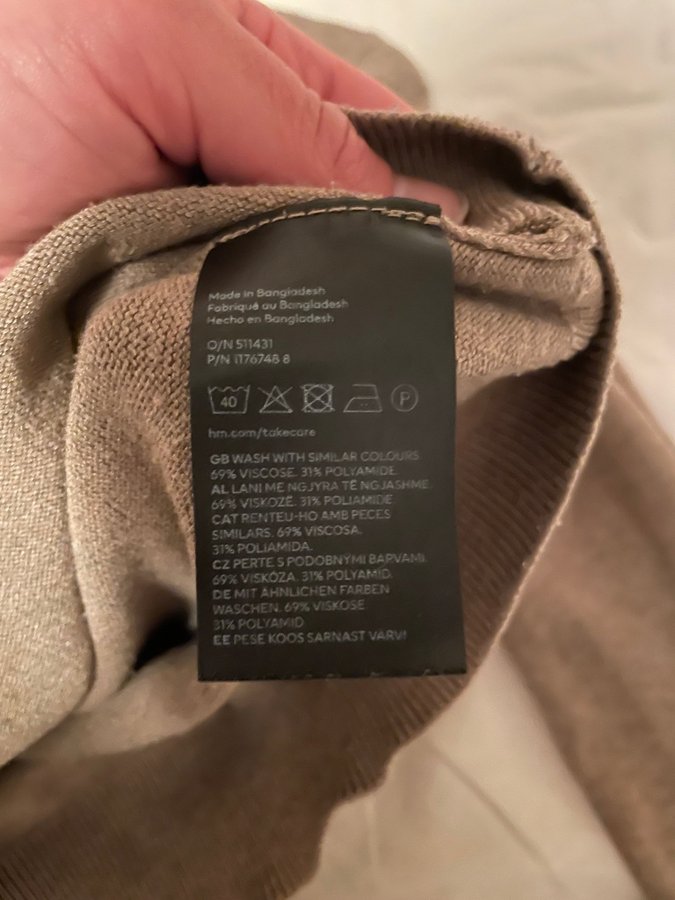 Made in Bangladesh
Fabriqué au Bangladesh
Hecho en Bangladesh
O/N 511431
P/N 1176748 8
40 P
hm.com/takecare
GB WASH WITH SIMILAR COLOURS
69% VISCOSE. 31% POLYAMIDE.
AL LANI ME NGJYRA TË NGJASHME.
69% VISKOZË. 31% POLIAMIDE
CAT RENTEU-HO AMB PECES
SIMILARS. 69% VISCOSA.
31% POLIAMIDA.
CZ PERTE S PODOBNÝMI BARVAMI.
69% VISKÓZA. 31% POLYAMID.
DE MIT ÄHNLICHEN FARBEN
WASCHEN. 69% VISKOSE
31% POLYAMID
EE PESE KOOS SARNAST VÄRVI